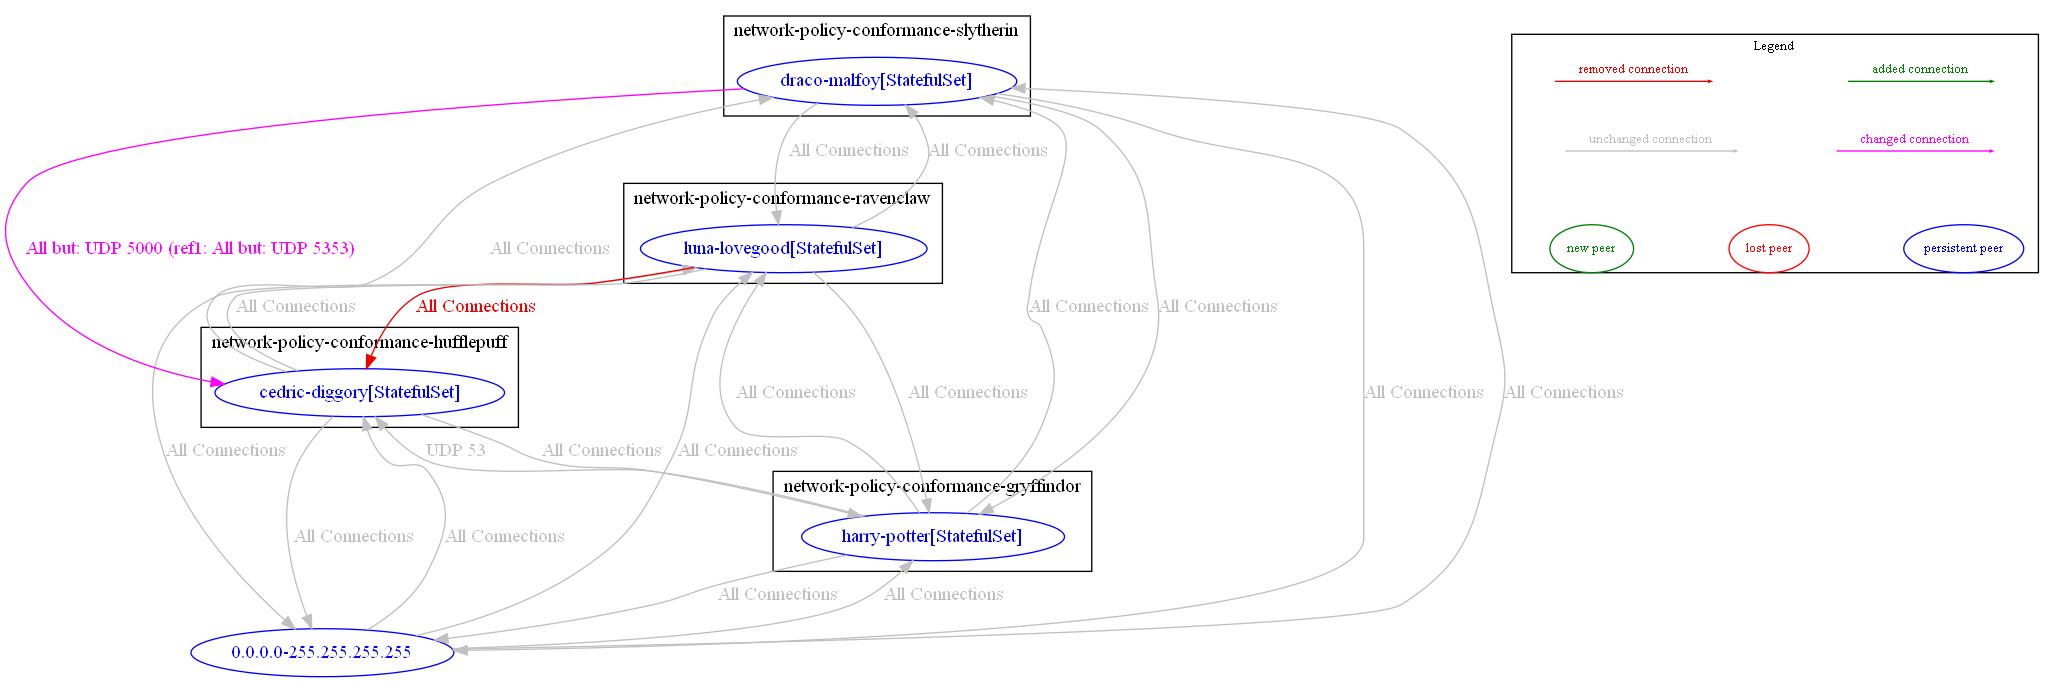 network-policy-conformance-slytherin
draco-malfoy[StatefulSet]
Legend
removed connection
added connection
unchanged connection
changed connection
new peer
lost peer
persistent peer
All Connections
All Connections
network-policy-conformance-ravenclaw
luna-lovegood[StatefulSet]
All but: UDP 5000 (ref1: All but: UDP 5353)
All Connections
All Connections
All Connections
All Connections
All Connections
network-policy-conformance-hufflepuff
cedric-diggory[StatefulSet]
All Connections
All Connections
All Connections
All Connections
All Connections
UDP 53
All Connections
All Connections
network-policy-conformance-gryffindor
harry-potter[StatefulSet]
All Connections
All Connections
All Connections
All Connections
0.0.0.0-255.255.255.255